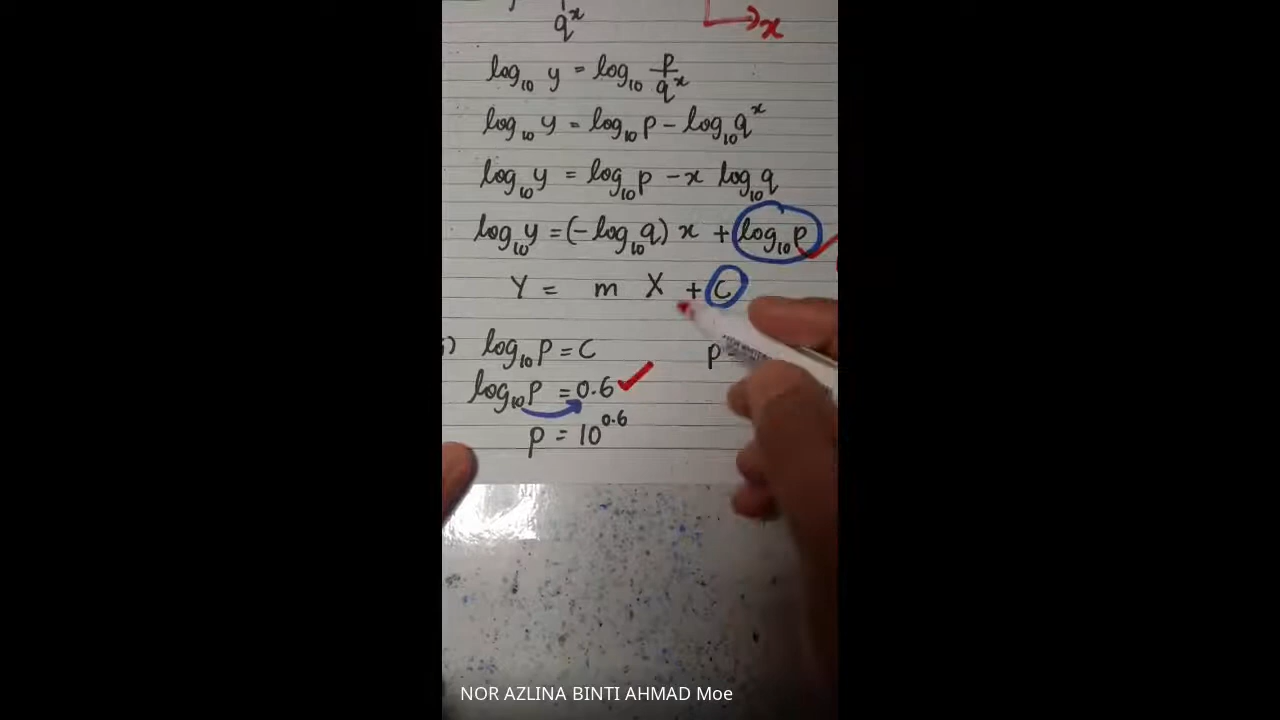 q^x
x
log₁₀ y = log₁₀ p/q^x
log₁₀ y = log₁₀ p − log₁₀ q^x
log₁₀ y = log₁₀ p − x log₁₀ q
log₁₀ y = (− log₁₀ q) x + log₁₀ p
Y = m X + C
) log₁₀ p = C
p =
log₁₀ p = 0.6
p = 10^0.6
NOR AZLINA BINTI AHMAD Moe